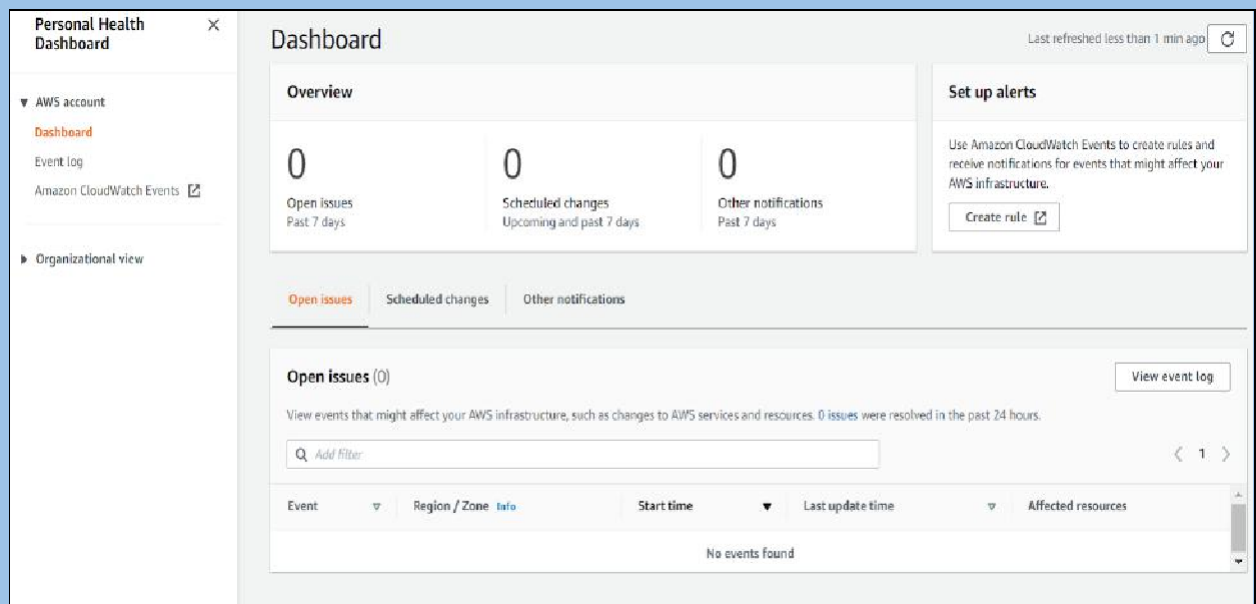 Personal Health
Dashboard
AWS account
Dashboard
Event log
Amazon CloudWatch Events
Organizational view
Dashboard
Last refreshed less than 1 min ago
Overview
0
Open issues
Past 7 days
0
Scheduled changes
Upcoming and past 7 days
0
Other notifications
Past 7 days
Set up alerts
Use Amazon CloudWatch Events to create rules and
receive notifications for events that might affect your
AWS infrastructure.
Create rule
Open issues
Scheduled changes
Other notifications
Open issues (0)
View event log
View events that might affect your AWS infrastructure, such as changes to AWS services and resources. 0 issues were resolved in the past 24 hours.
Add filter
1
Event
Region / Zone Info
Start time
Last update time
Affected resources
No events found